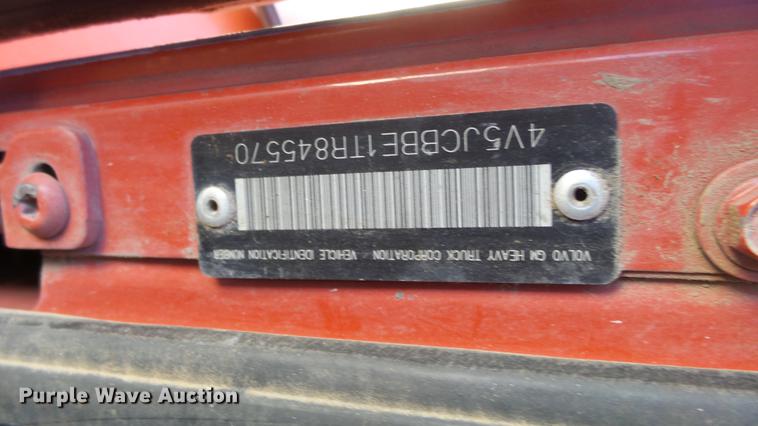 VOLVO GM HEAVY TRUCK CORPORATION VEHICLE IDENTIFICATION NUMBER
4V5JCBBE1TR845570
Purple Wave Auction